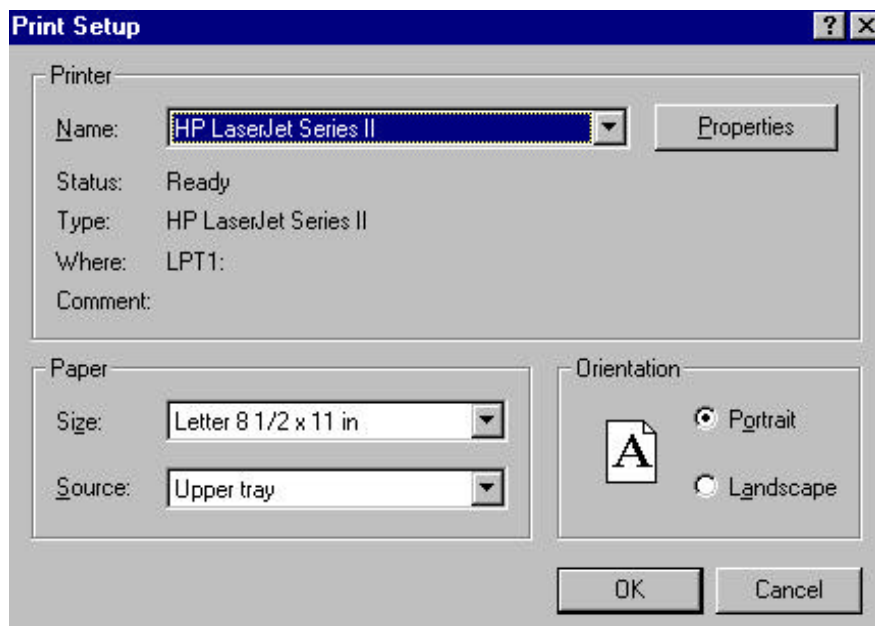 Print Setup
Printer
Name: HP LaserJet Series II Properties
Status: Ready
Type: HP LaserJet Series II
Where: LPT1:
Comment:
Paper
Size: Letter 8 1/2 x 11 in
Source: Upper tray
Orientation
A
Portrait
Landscape
OK Cancel